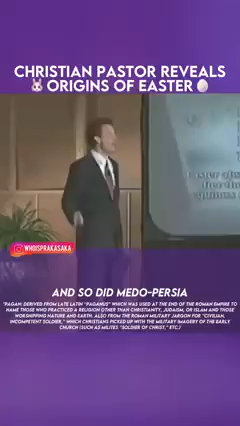 CHRISTIAN PASTOR REVEALS
🐰ORIGINS OF EASTER🥚
WHOISPRAKASAKA
AND SO DID MEDO-PERSIA
"PAGAN: DERIVED FROM LATE LATIN "PAGANUS" WHICH WAS USED AT THE END OF THE ROMAN EMPIRE TO
NAME THOSE WHO PRACTICED A RELIGION OTHER THAN CHRISTIANITY, JUDAISM, OR ISLAM AND THOSE
WORSHIPPING NATURE AND EARTH. ALSO FROM THE ROMAN MILITARY JARGON FOR "CIVILIAN,
INCOMPETENT SOLDIER," WHICH CHRISTIANS PICKED UP WITH THE MILITARY IMAGERY OF THE EARLY
CHURCH (SUCH AS MILITES "SOLDIER OF CHRIST," ETC.)